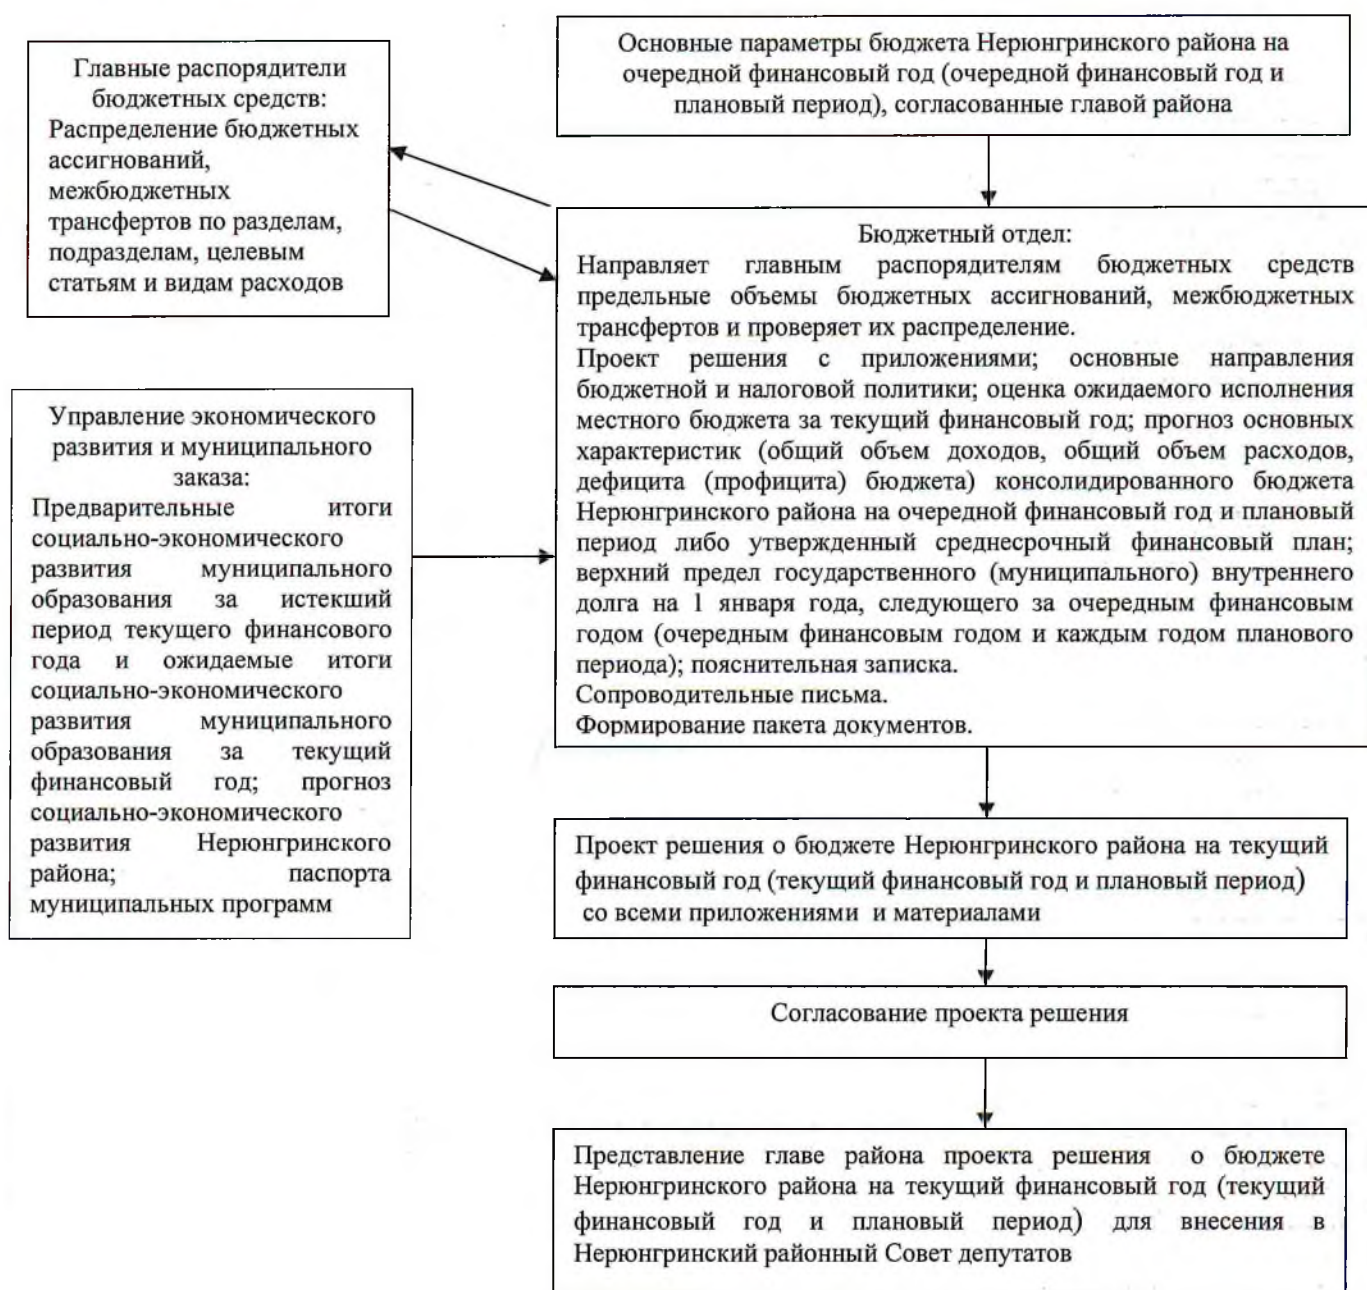 Основные параметры бюджета Нерюнгринского района на
очередной финансовый год (очередной финансовый год и
плановый период), согласованные главой района
Главные распорядители
бюджетных средств:
Распределение бюджетных
ассигнований,
межбюджетных
трансфертов по разделам,
подразделам, целевым
статьям и видам расходов
Бюджетный отдел:
Направляет главным распорядителям бюджетных средств
предельные объемы бюджетных ассигнований, межбюджетных
трансфертов и проверяет их распределение.
Проект решения с приложениями; основные направления
бюджетной и налоговой политики; оценка ожидаемого исполнения
местного бюджета за текущий финансовый год; прогноз основных
характеристик (общий объем доходов, общий объем расходов,
дефицита (профицита) бюджета) консолидированного бюджета
Нерюнгринского района на очередной финансовый год и плановый
период либо утвержденный среднесрочный финансовый план;
верхний предел государственного (муниципального) внутреннего
долга на 1 января года, следующего за очередным финансовым
годом (очередным финансовым годом и каждым годом планового
периода); пояснительная записка.
Сопроводительные письма.
Формирование пакета документов.
Управление экономического
развития и муниципального
заказа:
Предварительные итоги
социально-экономического
развития муниципального
образования за истекший
период текущего финансового
года и ожидаемые итоги
социально-экономического
развития муниципального
образования за текущий
финансовый год; прогноз
социально-экономического
развития Нерюнгринского
района; паспорта
муниципальных программ
Проект решения о бюджете Нерюнгринского района на текущий
финансовый год (текущий финансовый год и плановый период)
со всеми приложениями и материалами
Согласование проекта решения
Представление главе района проекта решения о бюджете
Нерюнгринского района на текущий финансовый год (текущий
финансовый год и плановый период) для внесения в
Нерюнгринский районный Совет депутатов